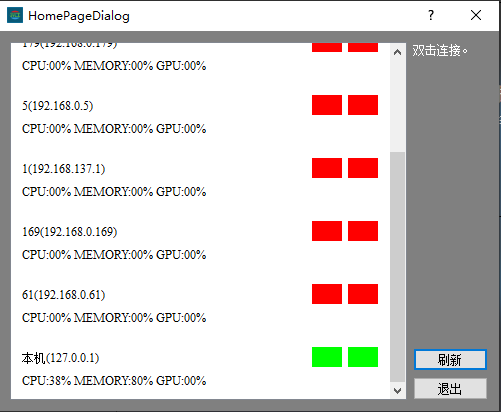 HomePageDialog
179(192.168.0.179)
双击连接。
CPU:00% MEMORY:00% GPU:00%
5(192.168.0.5)
CPU:00% MEMORY:00% GPU:00%
1(192.168.137.1)
CPU:00% MEMORY:00% GPU:00%
169(192.168.0.169)
CPU:00% MEMORY:00% GPU:00%
61(192.168.0.61)
CPU:00% MEMORY:00% GPU:00%
本机(127.0.0.1)
CPU:38% MEMORY:80% GPU:00%
刷新
退出